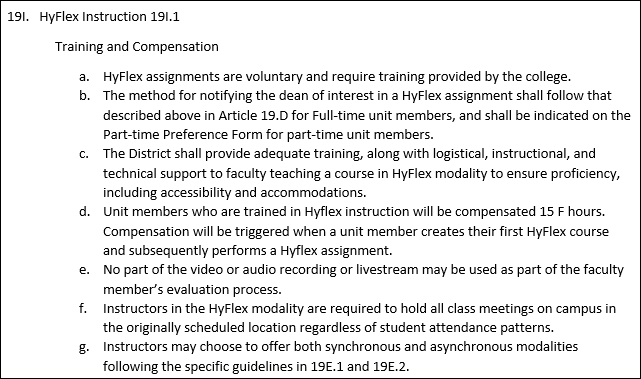 19I. HyFlex Instruction 19I.1
Training and Compensation
a. HyFlex assignments are voluntary and require training provided by the college.
b. The method for notifying the dean of interest in a HyFlex assignment shall follow that
described above in Article 19.D for Full-time unit members, and shall be indicated on the
Part-time Preference Form for part-time unit members.
c. The District shall provide adequate training, along with logistical, instructional, and
technical support to faculty teaching a course in HyFlex modality to ensure proficiency,
including accessibility and accommodations.
d. Unit members who are trained in Hyflex instruction will be compensated 15 F hours.
Compensation will be triggered when a unit member creates their first HyFlex course
and subsequently performs a Hyflex assignment.
e. No part of the video or audio recording or livestream may be used as part of the faculty
member's evaluation process.
f. Instructors in the HyFlex modality are required to hold all class meetings on campus in
the originally scheduled location regardless of student attendance patterns.
g. Instructors may choose to offer both synchronous and asynchronous modalities
following the specific guidelines in 19E.1 and 19E.2.